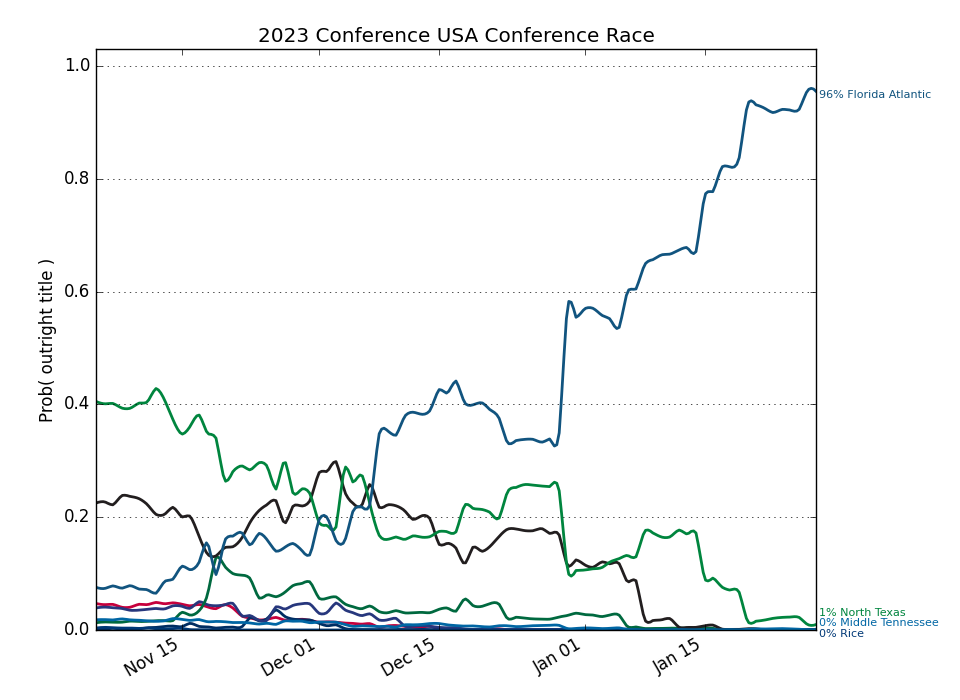 2023 Conference USA Conference Race
Prob( outright title )
1.0
0.8
0.6
0.4
0.2
0.0
Nov 15
Dec 01
Dec 15
Jan 01
Jan 15
96% Florida Atlantic
1% North Texas
0% Middle Tennessee
0% Rice